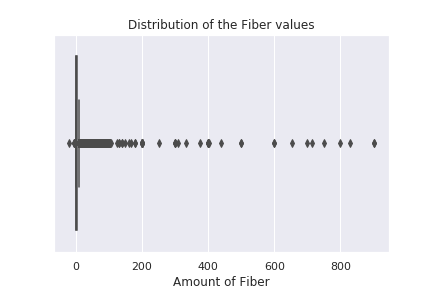 Distribution of the Fiber values
0 200 400 600 800
Amount of Fiber